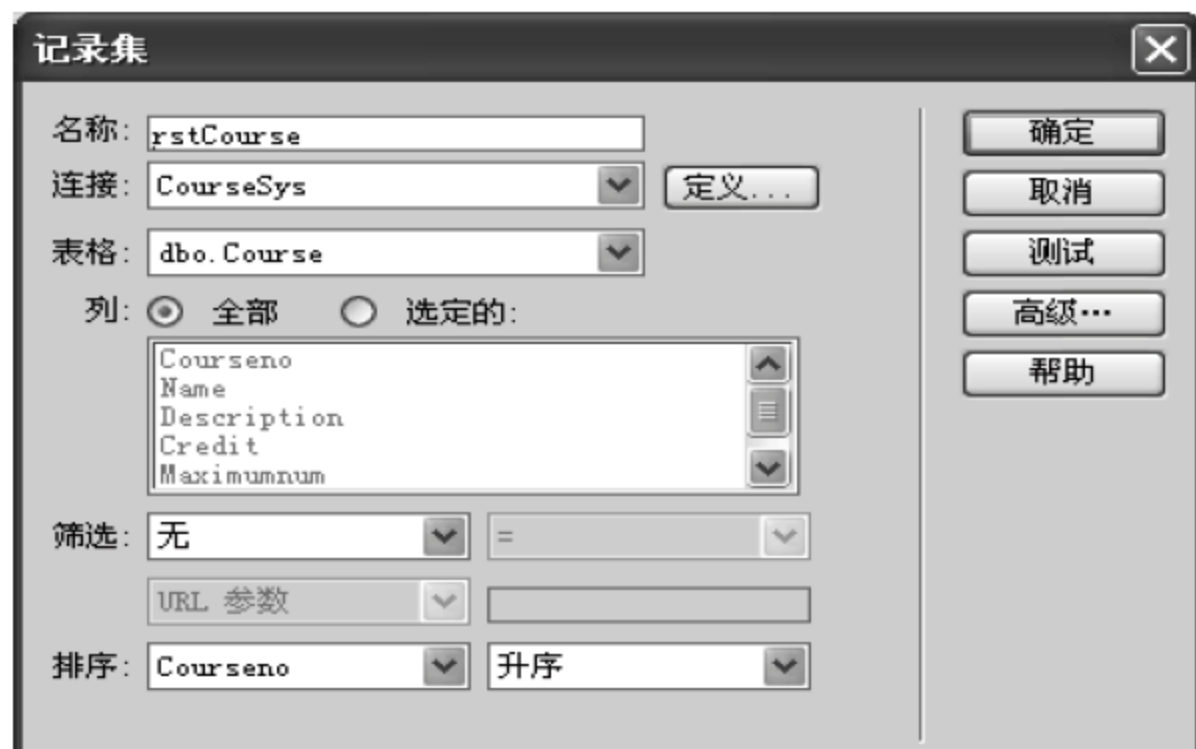 记录集
名称: rstCourse
确定
连接: CourseSys 定义...
取消
表格: dbo.Course
测试
列: 全部 选定的:
高级…
Courseno
帮助
Name
Description
Credit
Maximumnum
筛选: 无 =
URL 参数
排序: Courseno 升序